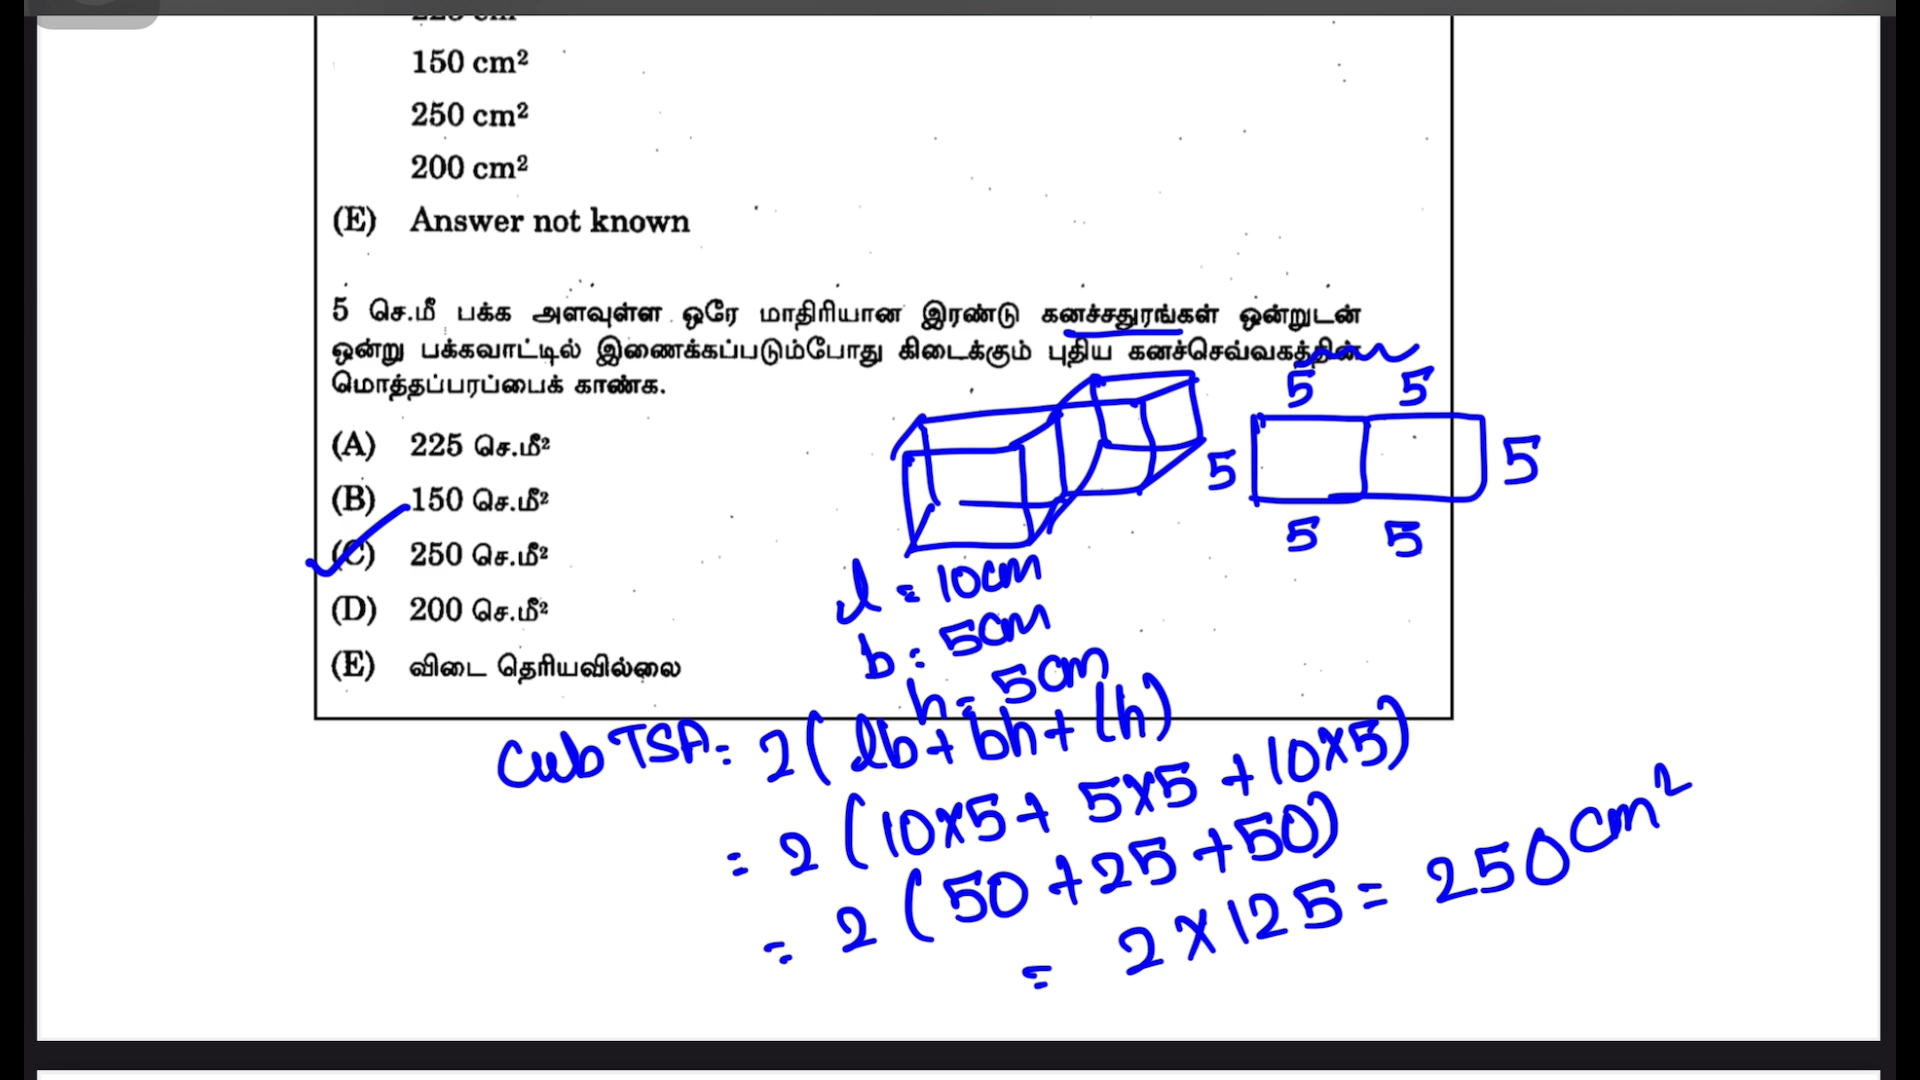 150 cm²
250 cm²
200 cm²
(E) Answer not known
5 செ.மீ பக்க அளவுள்ள ஒரே மாதிரியான இரண்டு கனச்சதுரங்கள் ஒன்றுடன்
ஒன்று பக்கவாட்டில் இணைக்கப்படும்போது கிடைக்கும் புதிய கனச்செவ்வகத்தின்
மொத்தப்பரப்பைக் காண்க.
(A) 225 செ.மீ²
(B) 150 செ.மீ²
(C) 250 செ.மீ²
(D) 200 செ.மீ²
(E) விடை தெரியவில்லை
5 5
5 5
5 5
l = 10cm
b = 5cm
h = 5cm
Cub TSA = 2(lb+bh+lh)
= 2(10×5+ 5×5 +10×5)
= 2(50 +25 +50)
= 2×125 = 250cm²